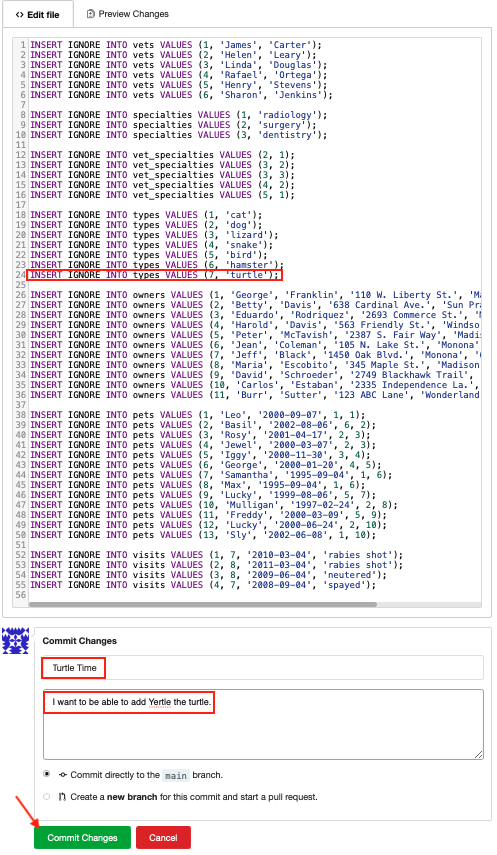 Edit file Preview Changes
1 INSERT IGNORE INTO vets VALUES (1, 'James', 'Carter');
2 INSERT IGNORE INTO vets VALUES (2, 'Helen', 'Leary');
3 INSERT IGNORE INTO vets VALUES (3, 'Linda', 'Douglas');
4 INSERT IGNORE INTO vets VALUES (4, 'Rafael', 'Ortega');
5 INSERT IGNORE INTO vets VALUES (5, 'Henry', 'Stevens');
6 INSERT IGNORE INTO vets VALUES (6, 'Sharon', 'Jenkins');
7
8 INSERT IGNORE INTO specialties VALUES (1, 'radiology');
9 INSERT IGNORE INTO specialties VALUES (2, 'surgery');
10 INSERT IGNORE INTO specialties VALUES (3, 'dentistry');
11
12 INSERT IGNORE INTO vet_specialties VALUES (2, 1);
13 INSERT IGNORE INTO vet_specialties VALUES (3, 2);
14 INSERT IGNORE INTO vet_specialties VALUES (3, 3);
15 INSERT IGNORE INTO vet_specialties VALUES (4, 2);
16 INSERT IGNORE INTO vet_specialties VALUES (5, 1);
17
18 INSERT IGNORE INTO types VALUES (1, 'cat');
19 INSERT IGNORE INTO types VALUES (2, 'dog');
20 INSERT IGNORE INTO types VALUES (3, 'lizard');
21 INSERT IGNORE INTO types VALUES (4, 'snake');
22 INSERT IGNORE INTO types VALUES (5, 'bird');
23 INSERT IGNORE INTO types VALUES (6, 'hamster');
24 INSERT IGNORE INTO types VALUES (7, 'turtle');
25
26 INSERT IGNORE INTO owners VALUES (1, 'George', 'Franklin', '110 W. Liberty St.', 'Ma
27 INSERT IGNORE INTO owners VALUES (2, 'Betty', 'Davis', '638 Cardinal Ave.', 'Sun Pra
28 INSERT IGNORE INTO owners VALUES (3, 'Eduardo', 'Rodriquez', '2693 Commerce St.', 'M
29 INSERT IGNORE INTO owners VALUES (4, 'Harold', 'Davis', '563 Friendly St.', 'Windso
30 INSERT IGNORE INTO owners VALUES (5, 'Peter', 'McTavish', '2387 S. Fair Way', 'Madis
31 INSERT IGNORE INTO owners VALUES (6, 'Jean', 'Coleman', '105 N. Lake St.', 'Monona
32 INSERT IGNORE INTO owners VALUES (7, 'Jeff', 'Black', '1450 Oak Blvd.', 'Monona', '
33 INSERT IGNORE INTO owners VALUES (8, 'Maria', 'Escobito', '345 Maple St.', 'Madison
34 INSERT IGNORE INTO owners VALUES (9, 'David', 'Schroeder', '2749 Blackhawk Trail',
35 INSERT IGNORE INTO owners VALUES (10, 'Carlos', 'Estaban', '2335 Independence La.',
36 INSERT IGNORE INTO owners VALUES (11, 'Burr', 'Sutter', '123 ABC Lane', 'Wonderland
37
38 INSERT IGNORE INTO pets VALUES (1, 'Leo', '2000-09-07', 1, 1);
39 INSERT IGNORE INTO pets VALUES (2, 'Basil', '2002-08-06', 6, 2);
40 INSERT IGNORE INTO pets VALUES (3, 'Rosy', '2001-04-17', 2, 3);
41 INSERT IGNORE INTO pets VALUES (4, 'Jewel', '2000-03-07', 2, 3);
42 INSERT IGNORE INTO pets VALUES (5, 'Iggy', '2000-11-30', 3, 4);
43 INSERT IGNORE INTO pets VALUES (6, 'George', '2000-01-20', 4, 5);
44 INSERT IGNORE INTO pets VALUES (7, 'Samantha', '1995-09-04', 1, 6);
45 INSERT IGNORE INTO pets VALUES (8, 'Max', '1995-09-04', 1, 6);
46 INSERT IGNORE INTO pets VALUES (9, 'Lucky', '1999-08-06', 5, 7);
47 INSERT IGNORE INTO pets VALUES (10, 'Mulligan', '1997-02-24', 2, 8);
48 INSERT IGNORE INTO pets VALUES (11, 'Freddy', '2000-03-09', 5, 9);
49 INSERT IGNORE INTO pets VALUES (12, 'Lucky', '2000-06-24', 2, 10);
50 INSERT IGNORE INTO pets VALUES (13, 'Sly', '2002-06-08', 1, 10);
51
52 INSERT IGNORE INTO visits VALUES (1, 7, '2010-03-04', 'rabies shot');
53 INSERT IGNORE INTO visits VALUES (2, 8, '2011-03-04', 'rabies shot');
54 INSERT IGNORE INTO visits VALUES (3, 8, '2009-06-04', 'neutered');
55 INSERT IGNORE INTO visits VALUES (4, 7, '2008-09-04', 'spayed');
56
Commit Changes
Turtle Time
I want to be able to add Yertle the turtle.
Commit directly to the main branch.
Create a new branch for this commit and start a pull request.
Commit Changes Cancel